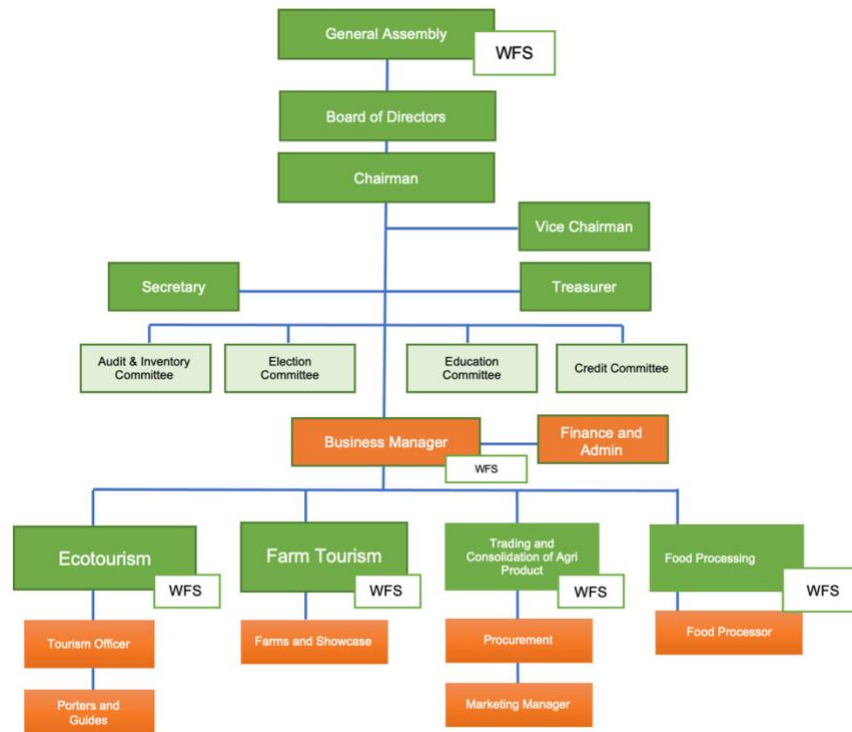 General Assembly
WFS
Board of Directors
Chairman
Vice Chairman
Secretary
Treasurer
Audit & Inventory
Committee
Election
Committee
Education
Committee
Credit Committee
Business Manager
WFS
Finance and
Admin
Ecotourism
WFS
Farm Tourism
WFS
Trading and
Consolidation of Agri
Product
WFS
Food Processing
WFS
Tourism Officer
Farms and Showcase
Procurement
Food Processor
Porters and
Guides
Marketing Manager